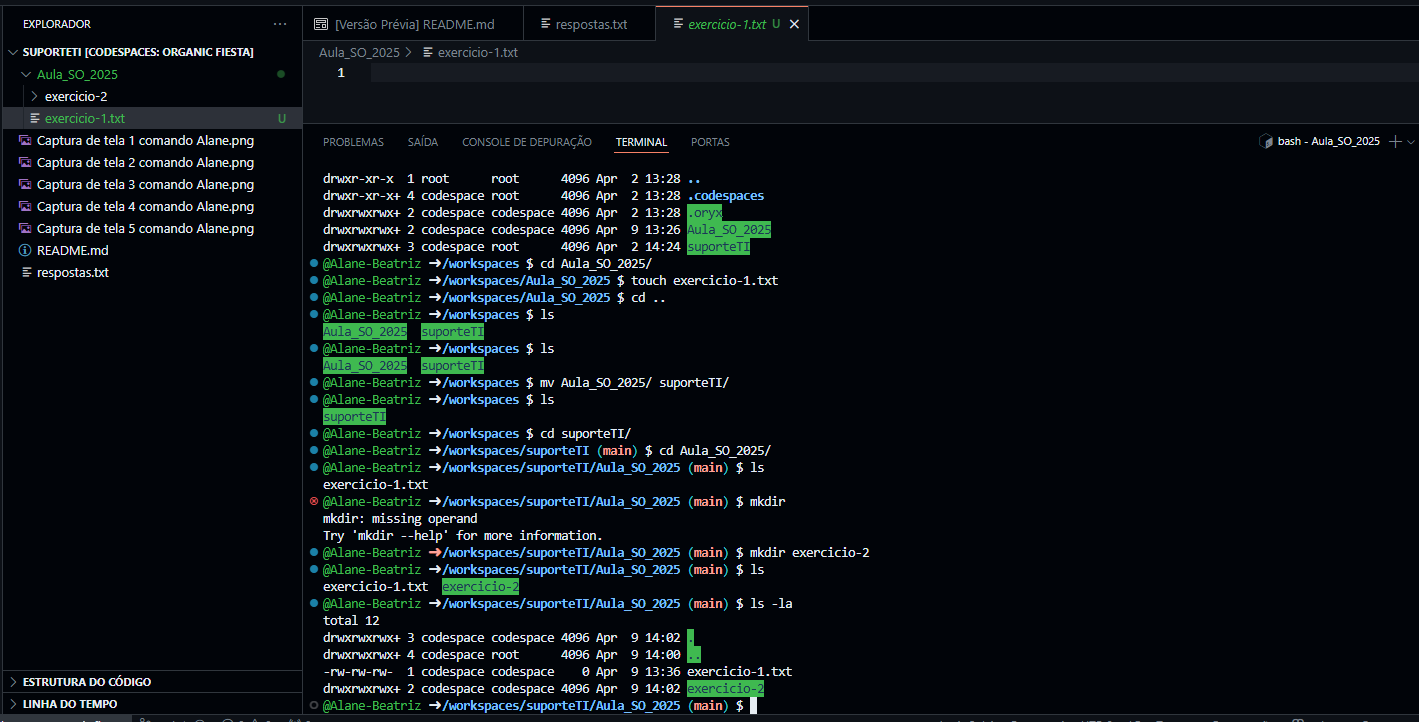 EXPLORADOR
SUPORTETI [CODESPACES: ORGANIC FIESTA]
Aula_SO_2025
exercicio-2
exercicio-1.txt U
Captura de tela 1 comando Alane.png
Captura de tela 2 comando Alane.png
Captura de tela 3 comando Alane.png
Captura de tela 4 comando Alane.png
Captura de tela 5 comando Alane.png
README.md
respostas.txt
ESTRUTURA DO CÓDIGO
LINHA DO TEMPO
[Versão Prévia] README.md respostas.txt exercicio-1.txt U
Aula_SO_2025 > exercicio-1.txt
1
PROBLEMAS SAÍDA CONSOLE DE DEPURAÇÃO TERMINAL PORTAS bash - Aula_SO_2025
drwxr-xr-x 1 root root 4096 Apr 2 13:28 ..
drwxr-xr-x+ 4 codespace root 4096 Apr 2 13:28 .codespaces
drwxrwxrwx+ 2 codespace codespace 4096 Apr 2 13:28 .oryx
drwxrwxrwx+ 2 codespace codespace 4096 Apr 9 13:26 Aula_SO_2025
drwxrwxrwx+ 3 codespace root 4096 Apr 2 14:24 suporteTI
@Alane-Beatriz ➜/workspaces $ cd Aula_SO_2025/
@Alane-Beatriz ➜/workspaces/Aula_SO_2025 $ touch exercicio-1.txt
@Alane-Beatriz ➜/workspaces/Aula_SO_2025 $ cd ..
@Alane-Beatriz ➜/workspaces $ ls
Aula_SO_2025 suporteTI
@Alane-Beatriz ➜/workspaces $ ls
Aula_SO_2025 suporteTI
@Alane-Beatriz ➜/workspaces $ mv Aula_SO_2025/ suporteTI/
@Alane-Beatriz ➜/workspaces $ ls
suporteTI
@Alane-Beatriz ➜/workspaces $ cd suporteTI/
@Alane-Beatriz ➜/workspaces/suporteTI (main) $ cd Aula_SO_2025/
@Alane-Beatriz ➜/workspaces/suporteTI/Aula_SO_2025 (main) $ ls
exercicio-1.txt
@Alane-Beatriz ➜/workspaces/suporteTI/Aula_SO_2025 (main) $ mkdir
mkdir: missing operand
Try 'mkdir --help' for more information.
@Alane-Beatriz ➜/workspaces/suporteTI/Aula_SO_2025 (main) $ mkdir exercicio-2
@Alane-Beatriz ➜/workspaces/suporteTI/Aula_SO_2025 (main) $ ls
exercicio-1.txt exercicio-2
@Alane-Beatriz ➜/workspaces/suporteTI/Aula_SO_2025 (main) $ ls -la
total 12
drwxrwxrwx+ 3 codespace codespace 4096 Apr 9 14:02 .
drwxrwxrwx+ 4 codespace root 4096 Apr 9 14:00 ..
-rw-rw-rw- 1 codespace codespace 0 Apr 9 13:36 exercicio-1.txt
drwxrwxrwx+ 2 codespace codespace 4096 Apr 9 14:02 exercicio-2
@Alane-Beatriz ➜/workspaces/suporteTI/Aula_SO_2025 (main) $